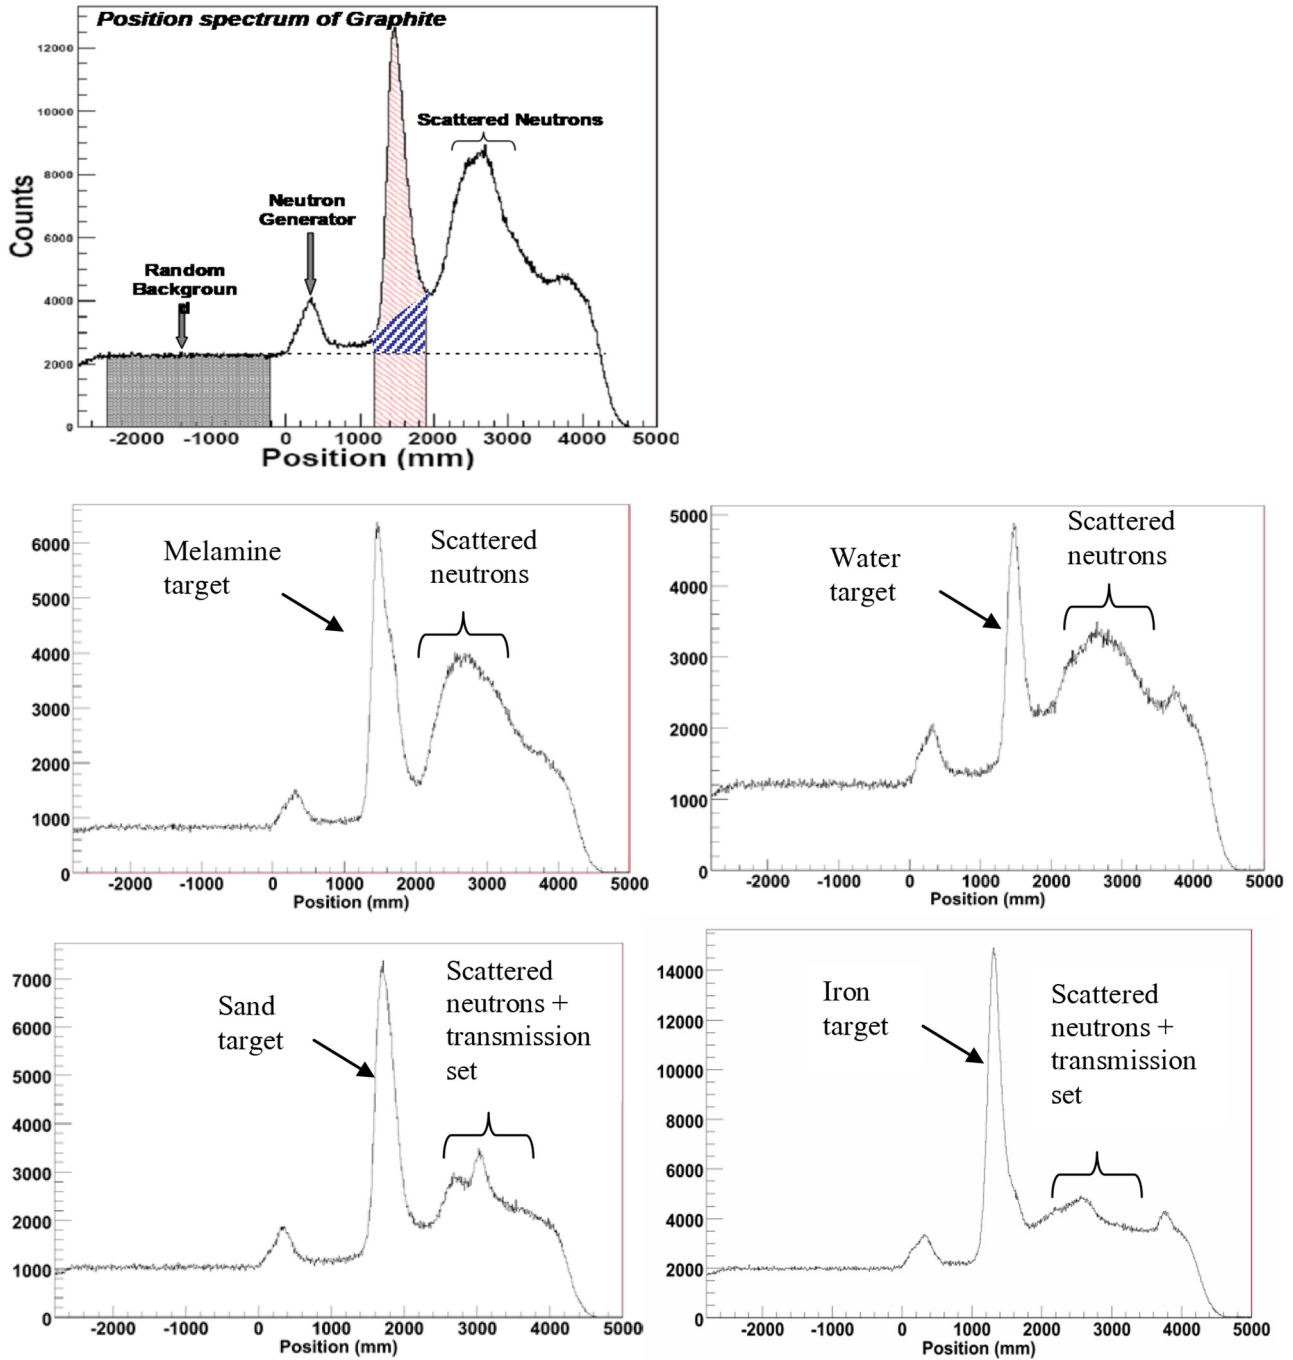 Position spectrum of Graphite
12000
10000
8000
6000
4000
2000
0
Counts
Scattered Neutrons
Neutron
Generator
Random
Backgroun
d
-2000 -1000 0 1000 2000 3000 4000 5000
Position (mm)
6000
5000
4000
3000
2000
1000
0
Melamine
target
Scattered
neutrons
-2000 -1000 0 1000 2000 3000 4000 5000
Position (mm)
5000
4000
3000
2000
1000
0
Water
target
Scattered
neutrons
-2000 -1000 0 1000 2000 3000 4000 5000
Position (mm)
7000
6000
5000
4000
3000
2000
1000
0
Sand
target
Scattered
neutrons +
transmission
set
-2000 -1000 0 1000 2000 3000 4000 5000
Position (mm)
14000
12000
10000
8000
6000
4000
2000
0
Iron
target
Scattered
neutrons +
transmission
set
-2000 -1000 0 1000 2000 3000 4000 5000
Position (mm)